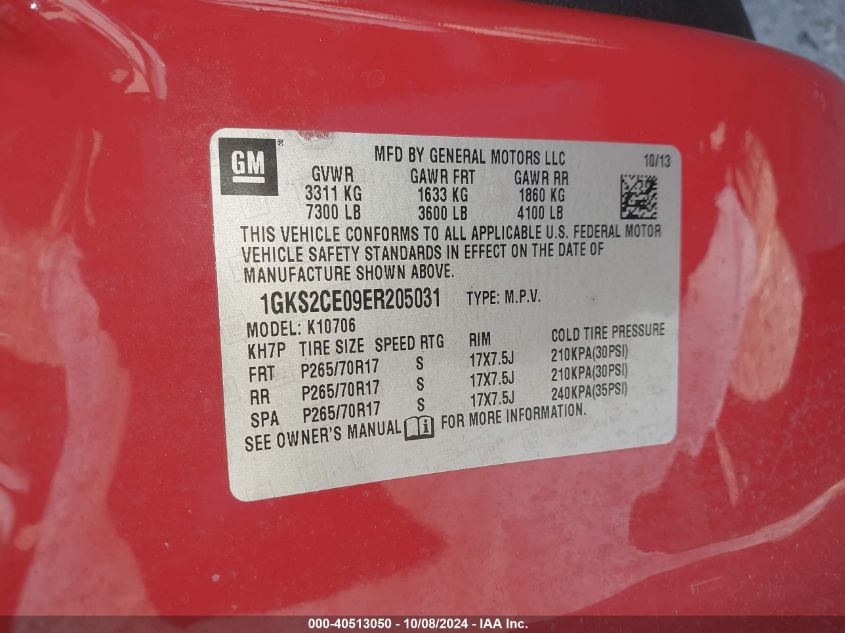 GM ®
MFD BY GENERAL MOTORS LLC 10/13
GVWR GAWR FRT GAWR RR
3311 KG 1633 KG 1860 KG
7300 LB 3600 LB 4100 LB
THIS VEHICLE CONFORMS TO ALL APPLICABLE U.S. FEDERAL MOTOR
VEHICLE SAFETY STANDARDS IN EFFECT ON THE DATE OF
MANUFACTURE SHOWN ABOVE.
1GKS2CE09ER205031 TYPE: M.P.V.
MODEL: K10706
KH7P TIRE SIZE SPEED RTG RIM COLD TIRE PRESSURE
FRT P265/70R17 S 17X7.5J 210KPA(30PSI)
RR P265/70R17 S 17X7.5J 210KPA(30PSI)
SPA P265/70R17 S 17X7.5J 240KPA(35PSI)
SEE OWNER'S MANUAL i FOR MORE INFORMATION.
000-40513050 - 10/08/2024 - IAA Inc.